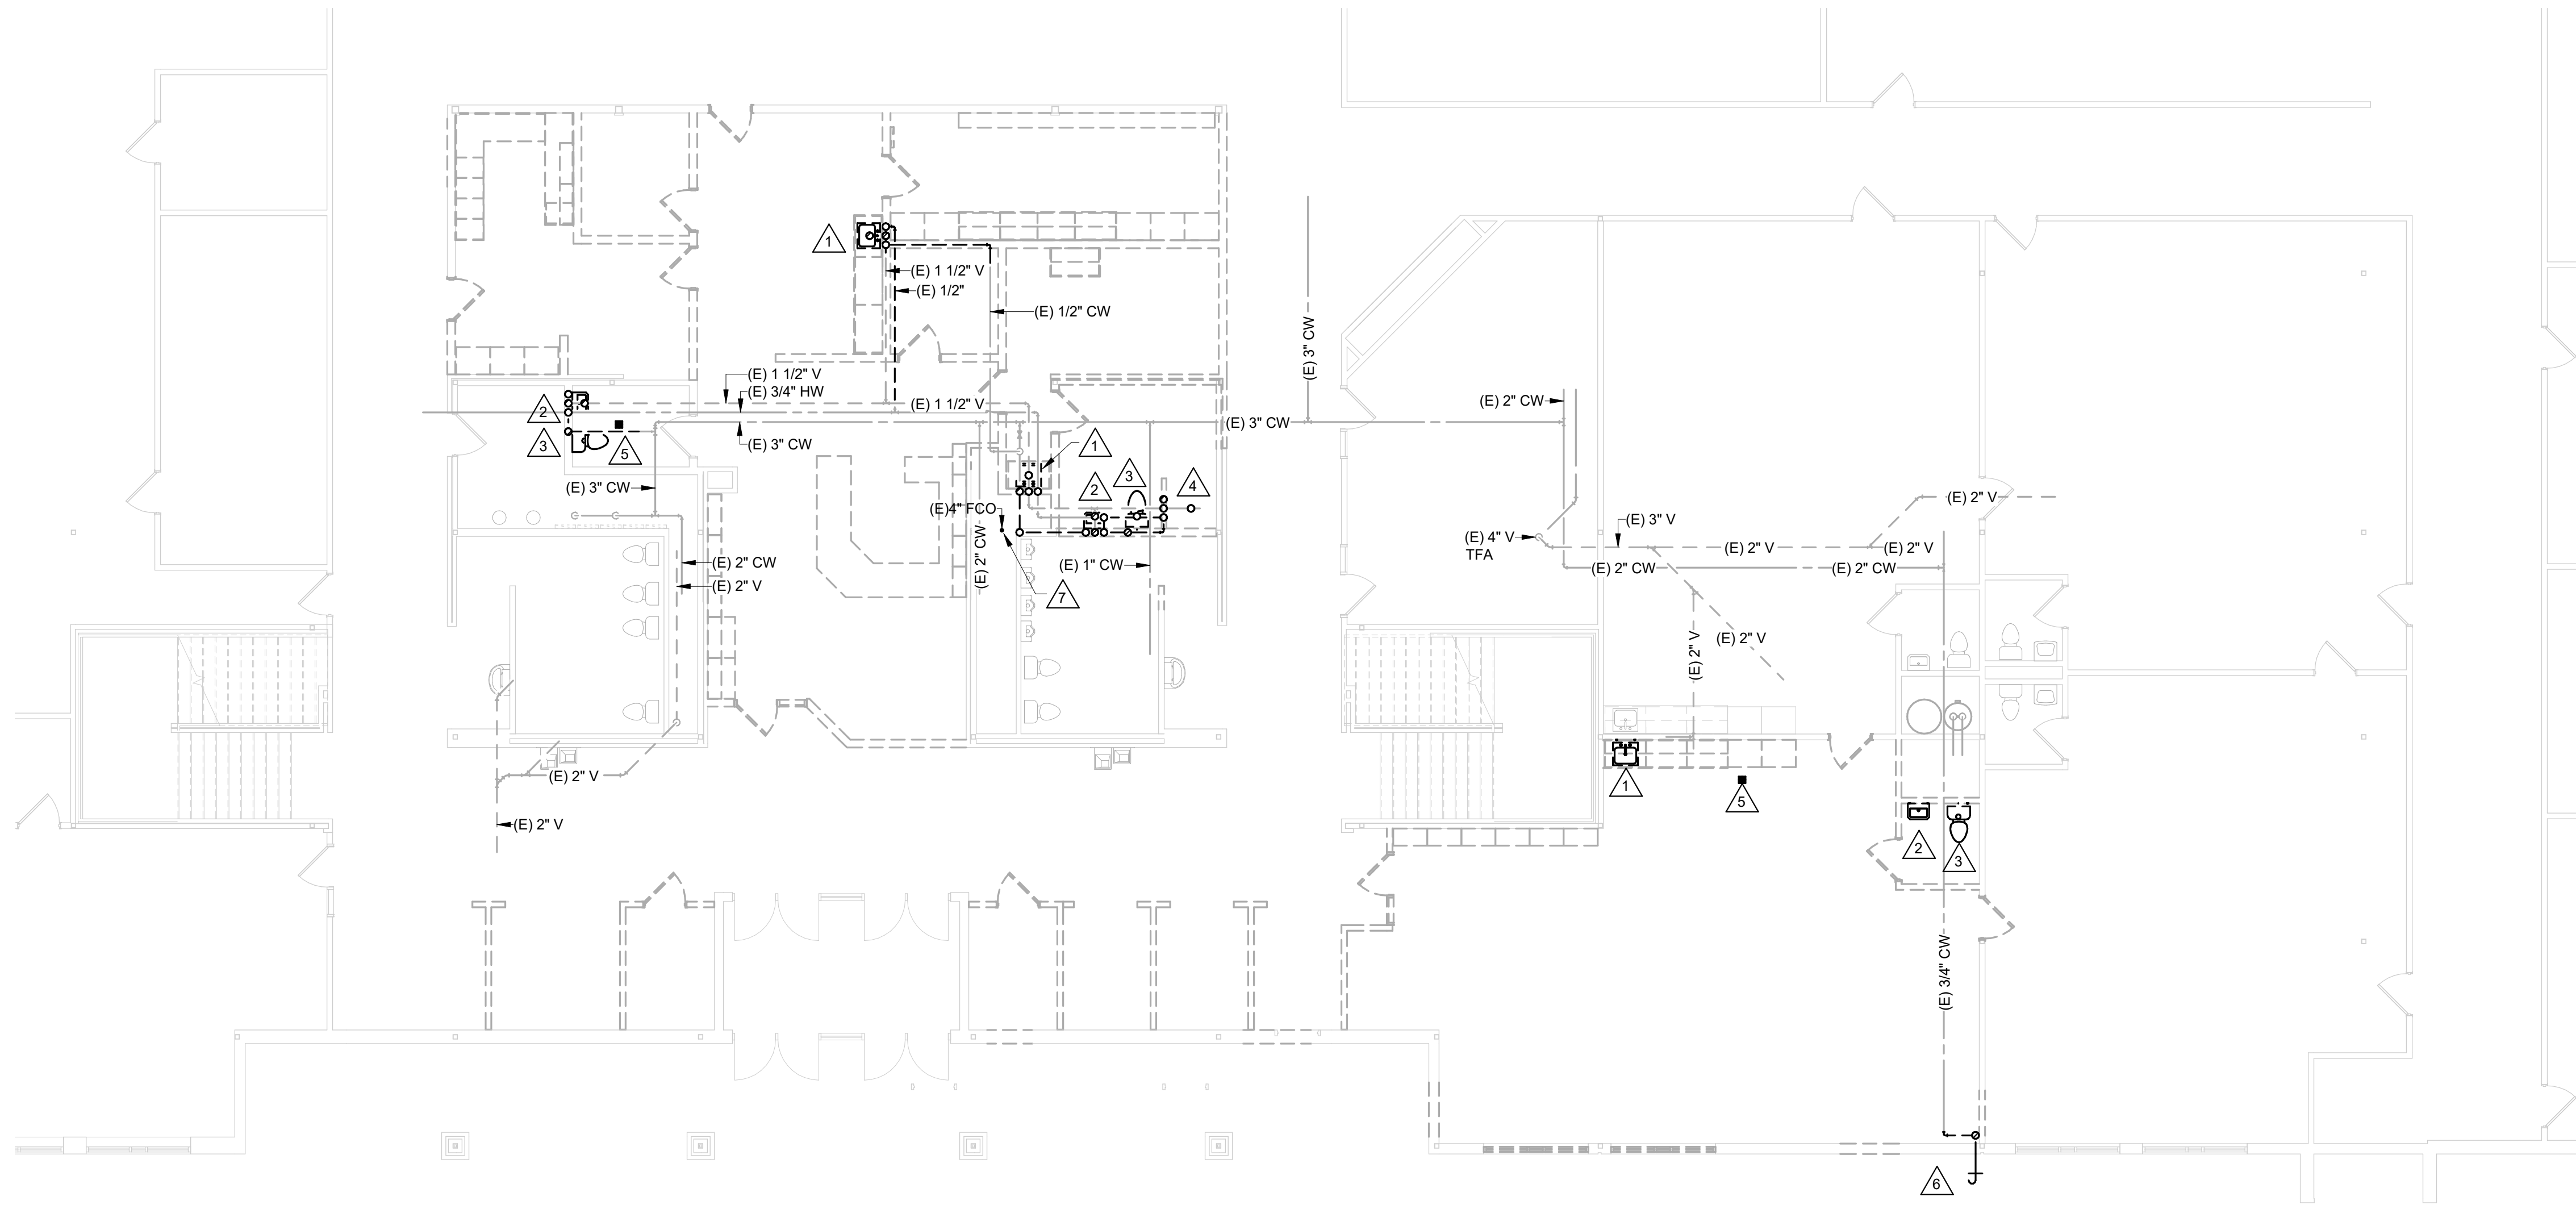 1
(E) 1 1/2" V
(E) 1/2"
(E) 1/2" CW
(E) 3" CW
(E) 1 1/2" V
(E) 3/4" HW
(E) 1 1/2" V
(E) 3" CW
(E) 2" CW
2
3
5
(E) 3" CW
1
(E) 3" CW
2
3
4
(E)4" FCO
(E) 2" CW
(E) 1" CW
7
(E) 2" CW
(E) 2" V
(E) 2" V
(E) 2" V
(E) 4" V
TFA
(E) 3" V
(E) 2" V
(E) 2" V
(E) 2" V
(E) 2" CW
(E) 2" CW
(E) 2" V
(E) 2" V
1
5
2
3
(E) 3/4" CW
6